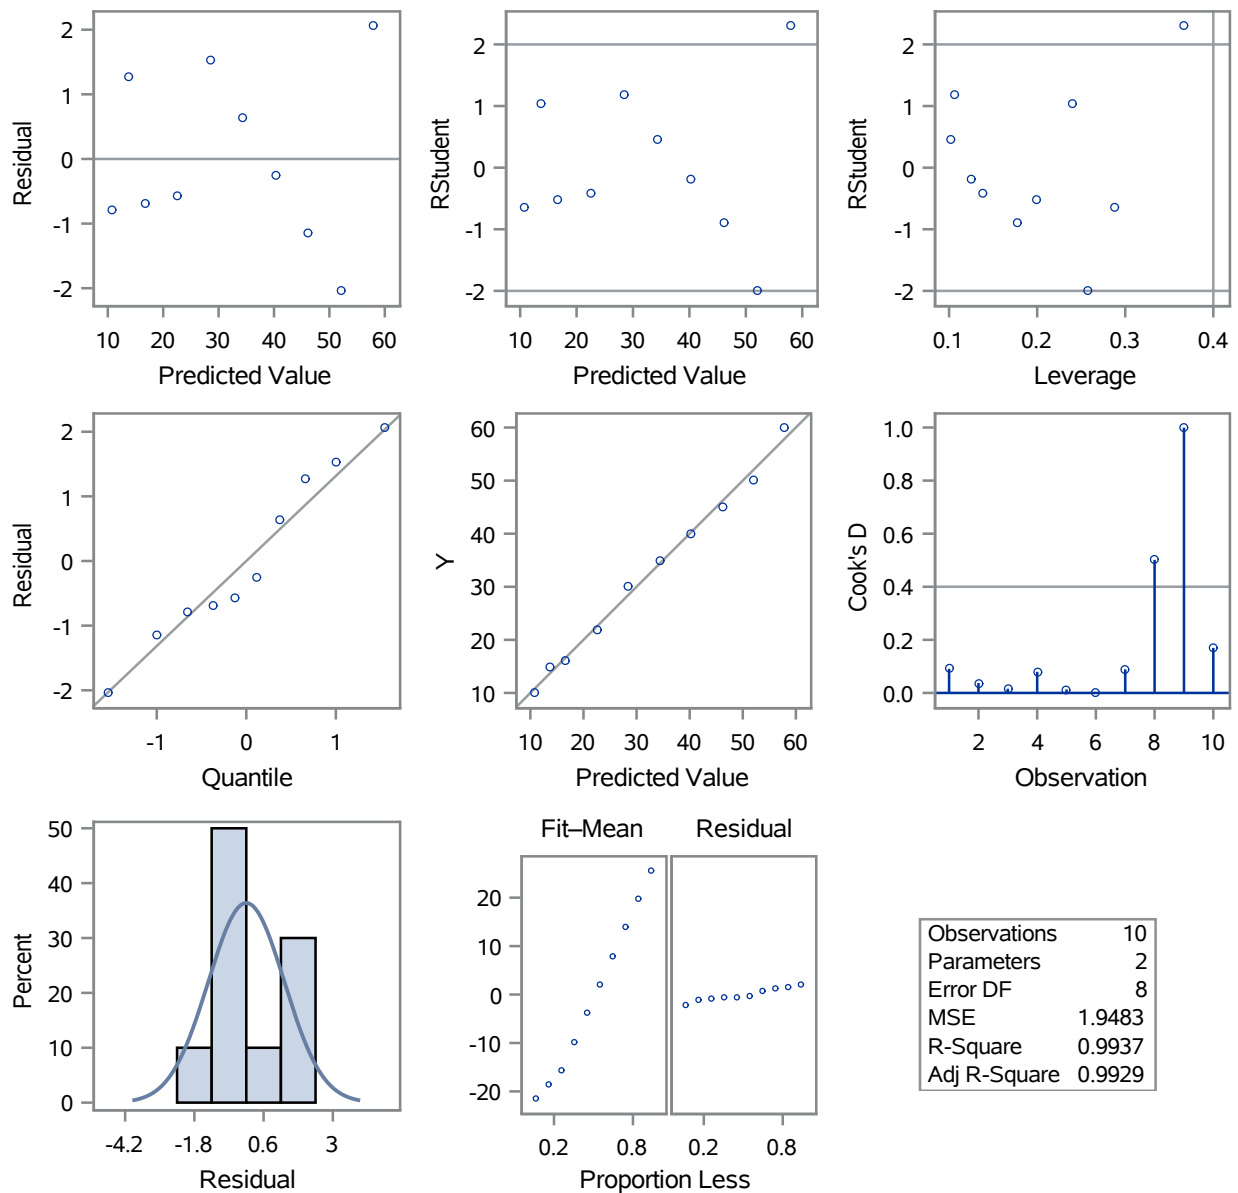 2
1
0
-1
-2
Residual
10 20 30 40 50 60
Predicted Value
2
1
0
-1
-2
RStudent
10 20 30 40 50 60
Predicted Value
2
1
0
-1
-2
RStudent
0.1 0.2 0.3 0.4
Leverage
2
1
0
-1
-2
Residual
-1 0 1
Quantile
60
50
40
30
20
10
Y
10 20 30 40 50 60
Predicted Value
1.0
0.8
0.6
0.4
0.2
0.0
Cook's D
2 4 6 8 10
Observation
50
40
30
20
10
0
Percent
-4.2 -1.8 0.6 3
Residual
Fit–Mean Residual
20
10
0
-10
-20
0.2 0.8 0.2 0.8
Proportion Less
Observations 10
Parameters 2
Error DF 8
MSE 1.9483
R-Square 0.9937
Adj R-Square 0.9929